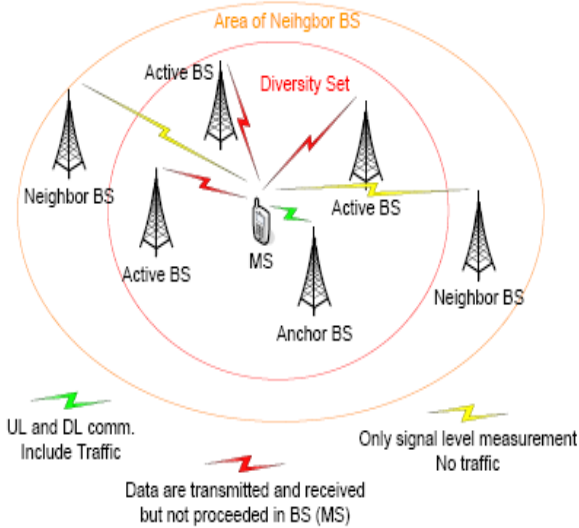 Area of Neihgbor BS
Active BS
Diversity Set
Neighbor BS
Active BS
Active BS
MS
Neighbor BS
Anchor BS
UL and DL comm.
Include Traffic
Only signal level measurement
No traffic
Data are transmitted and received
but not proceeded in BS (MS)